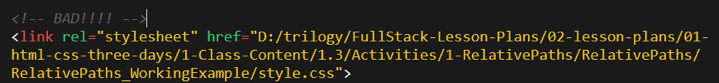 <!-- BAD!!!! -->
<link rel="stylesheet" href="D:/trilogy/FullStack-Lesson-Plans/02-lesson-plans/01-
html-css-three-days/1-Class-Content/1.3/Activities/1-RelativePaths/RelativePaths/
RelativePaths_WorkingExample/style.css">